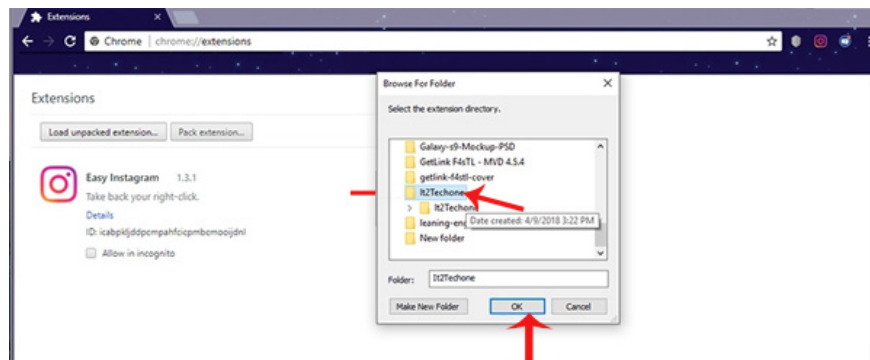 Extensions
Chrome | chrome://extensions
Extensions
Load unpacked extension...
Pack extension...
Easy Instagram 1.3.1
Take back your right-click.
Details
ID: icabpkljddpcmpahfcicpmbcmooijdnl
Allow in incognito
Browse For Folder
Select the extension directory.
Galaxy-s9-Mockup-PSD
GetLink F4sTL - MVD 4.5.4
getlink-f4stl-cover
It2Techone
It2Techone
Date created: 4/9/2018 3:22 PM
New folder
Folder: It2Techone
Make New Folder
OK
Cancel